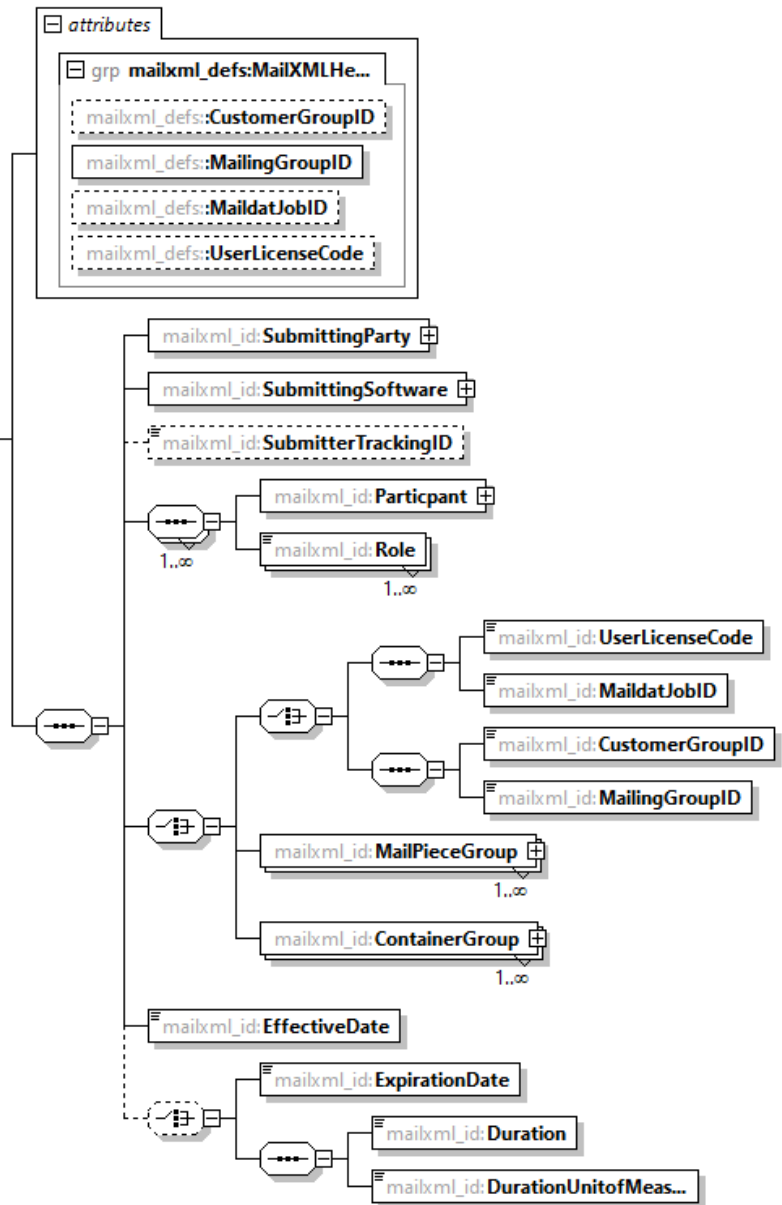 attributes
grp mailxml_defs:MailXMLHe...
mailxml_defs::CustomerGroupID
mailxml_defs::MailingGroupID
mailxml_defs::MaildatJobID
mailxml_defs::UserLicenseCode
mailxml_id:SubmittingParty
mailxml_id:SubmittingSoftware
mailxml_id:SubmitterTrackingID
mailxml_id:Particpant
1..∞
mailxml_id:Role
1..∞
mailxml_id:UserLicenseCode
mailxml_id:MaildatJobID
mailxml_id:CustomerGroupID
mailxml_id:MailingGroupID
mailxml_id:MailPieceGroup
1..∞
mailxml_id:ContainerGroup
1..∞
mailxml_id:EffectiveDate
mailxml_id:ExpirationDate
mailxml_id:Duration
mailxml_id:DurationUnitofMeas...